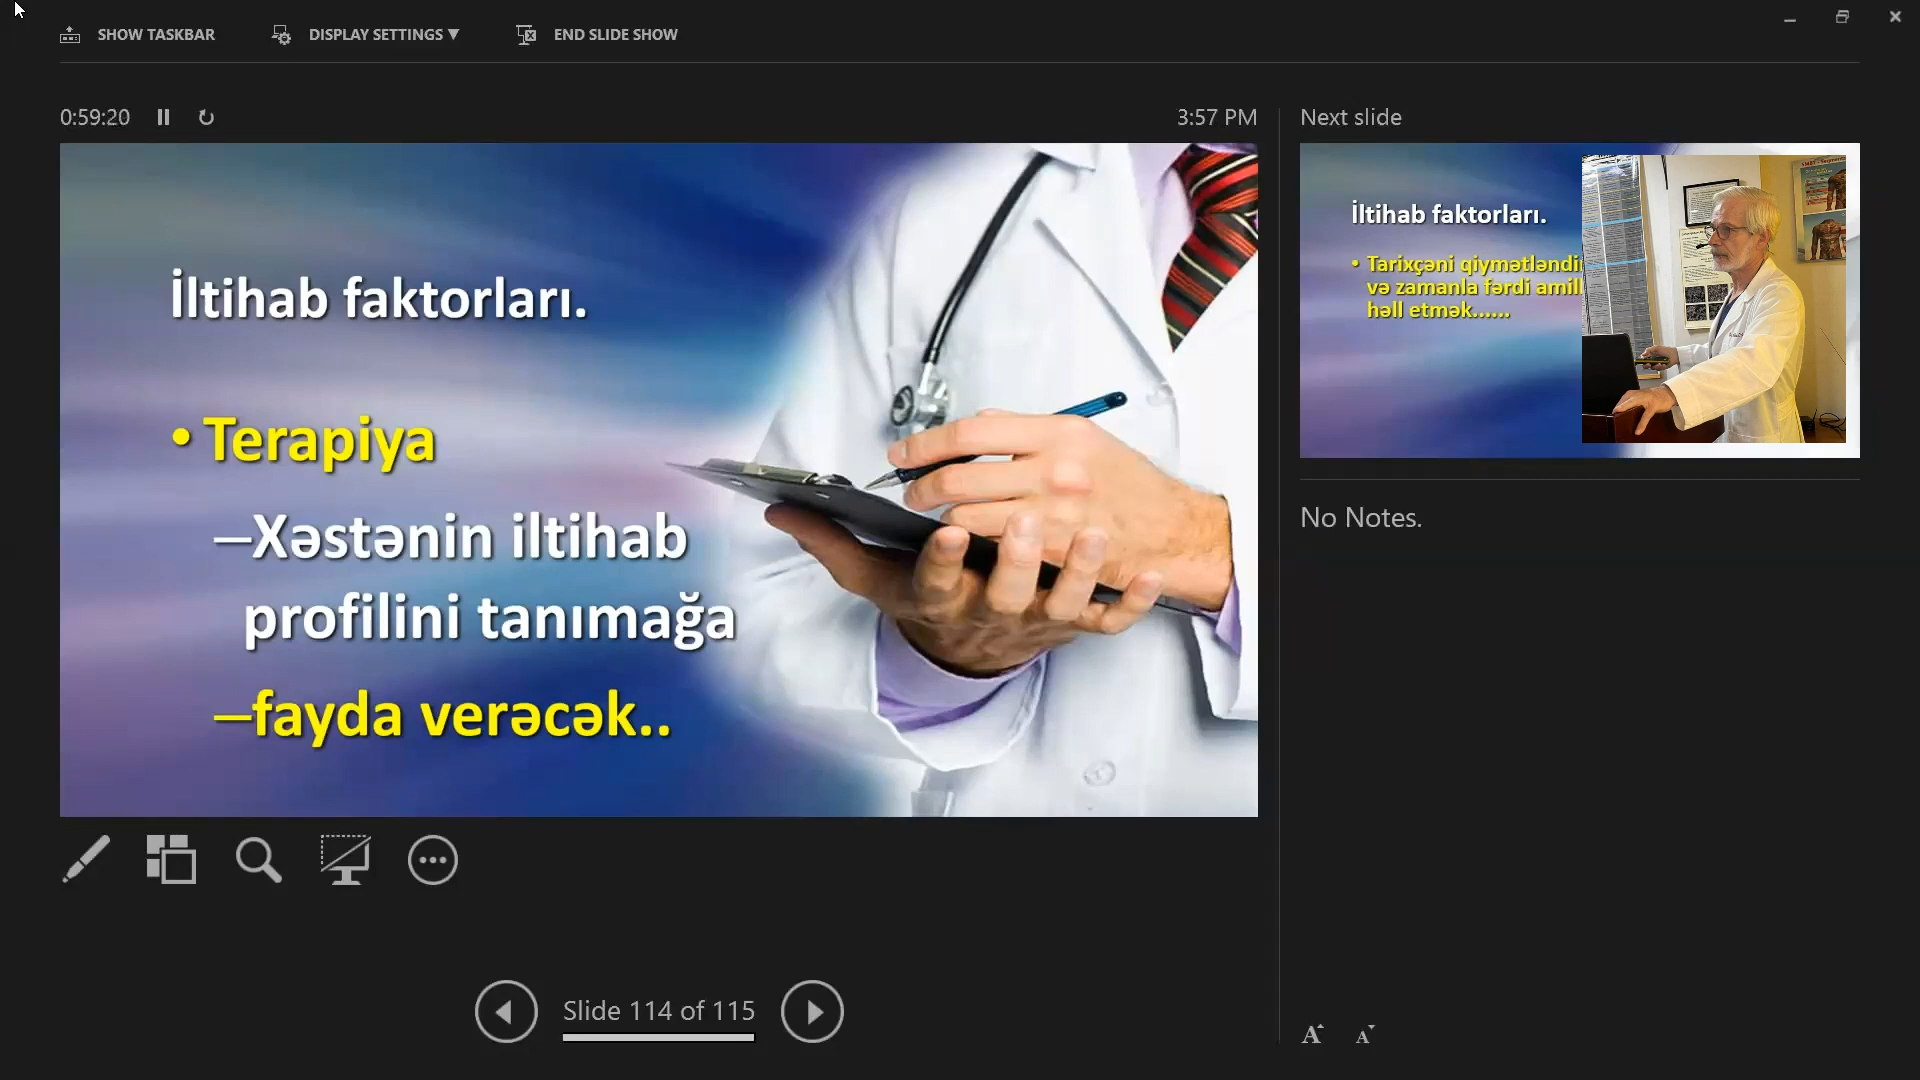 SHOW TASKBAR
DISPLAY SETTINGS ▼
END SLIDE SHOW
0:59:20
3:57 PM
Next slide
İltihab faktorları.
• Terapiya
–Xəstənin iltihab
profilini tanımağa
–fayda verəcək..
İltihab faktorları.
• Tarixçəni qiymətləndi
və zamanla fərdi amill
həll etmək......
No Notes.
Slide 114 of 115
A
A